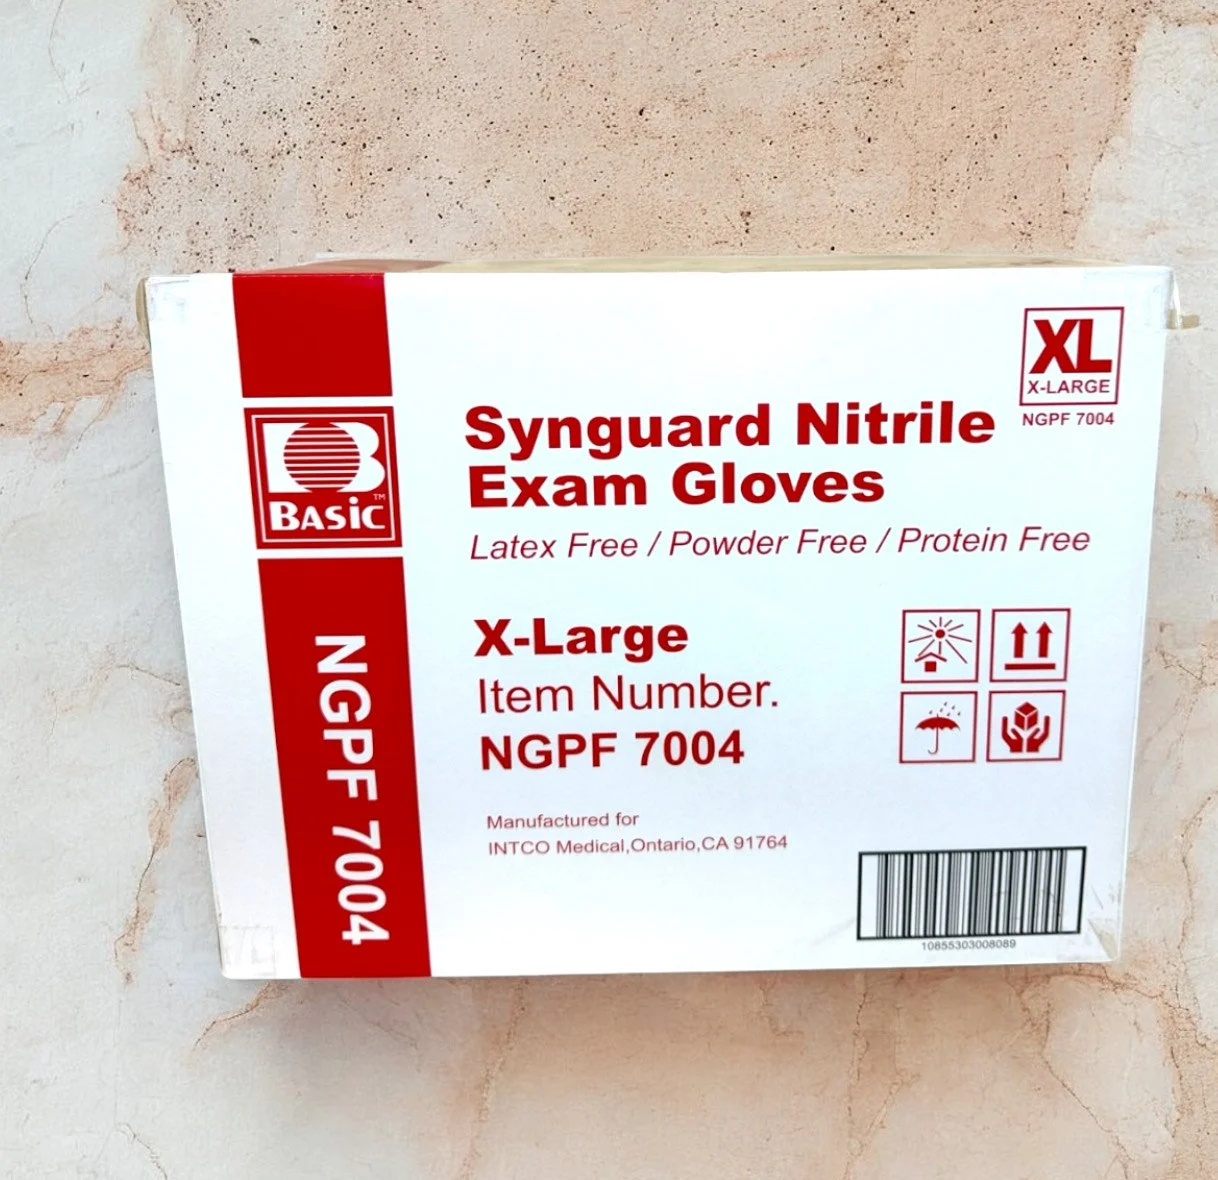 XL
X-LARGE
NGPF 7004
Synguard Nitrile
Exam Gloves
Latex Free / Powder Free / Protein Free
B
BASiC™
NGPF 7004
X-Large
Item Number.
NGPF 7004
Manufactured for
INTCO Medical,Ontario,CA 91764
10855303008089